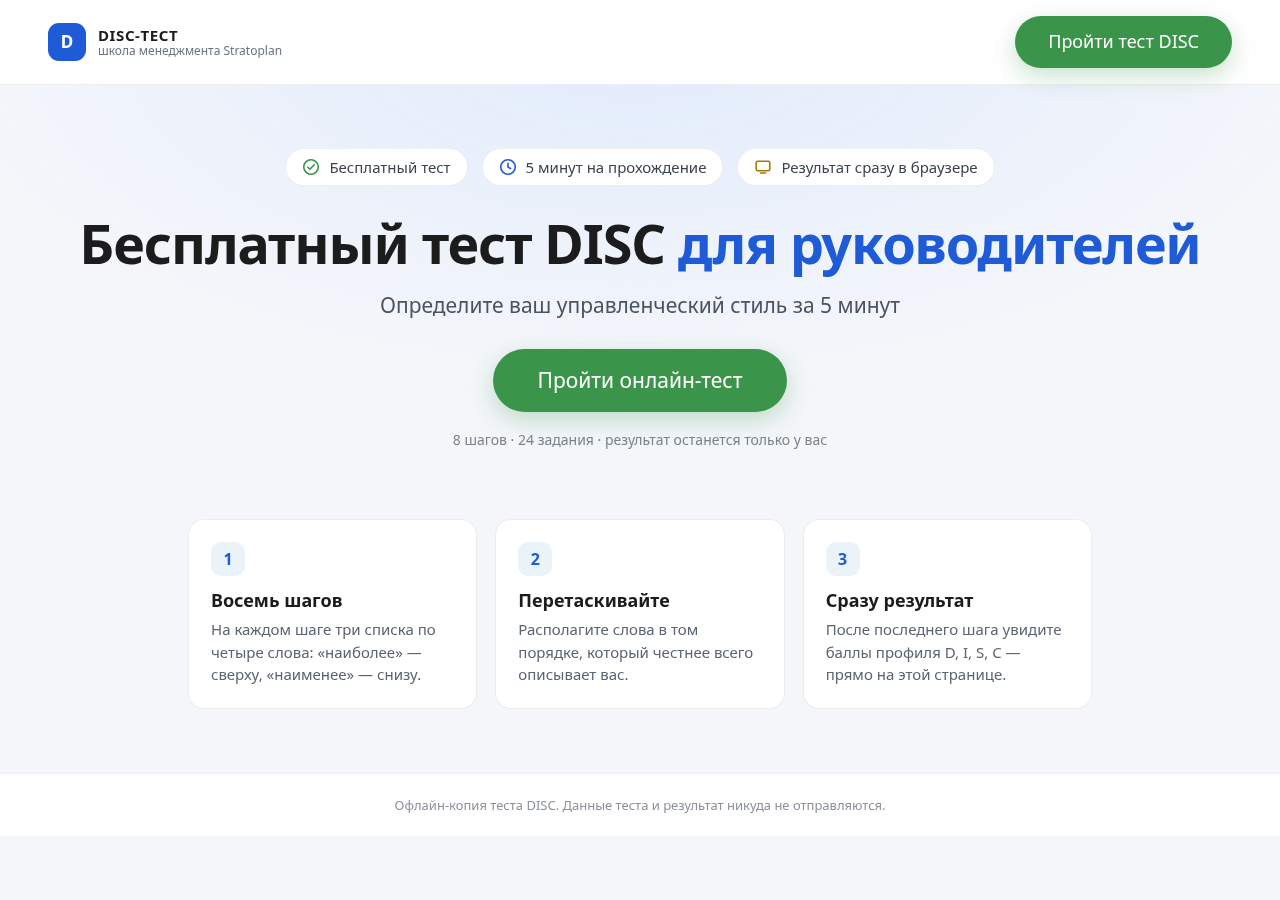 D
DISC-ТЕСТ
школа менеджмента Stratoplan
Пройти тест DISC
Бесплатный тест
5 минут на прохождение
Результат сразу в браузере
Бесплатный тест DISC для руководителей
Определите ваш управленческий стиль за 5 минут
Пройти онлайн-тест
8 шагов · 24 задания · результат останется только у вас
1
Восемь шагов
На каждом шаге три списка по
четыре слова: «наиболее» —
сверху, «наименее» — снизу.
2
Перетаскивайте
Располагите слова в том
порядке, который честнее всего
описывает вас.
3
Сразу результат
После последнего шага увидите
баллы профиля D, I, S, C —
прямо на этой странице.
Офлайн-копия теста DISC. Данные теста и результат никуда не отправляются.